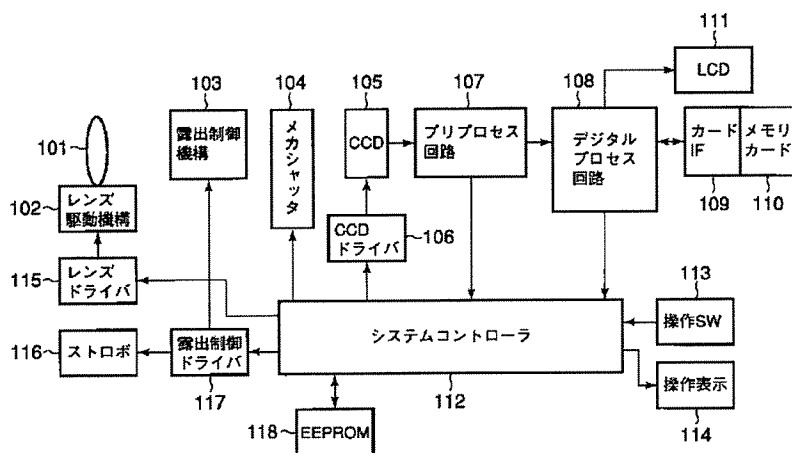 111
LCD
103
104
105
107
108
露出制御
機構
メカシャッタ
CCD
プリプロセス
回路
デジタル
プロセス
回路
カード
IF
メモリ
カード
101
109
110
102
レンズ
駆動機構
CCD
ドライバ
106
115
レンズ
ドライバ
113
操作SW
116
ストロボ
露出制御
ドライバ
システムコントローラ
117
112
操作表示
114
118
EEPROM